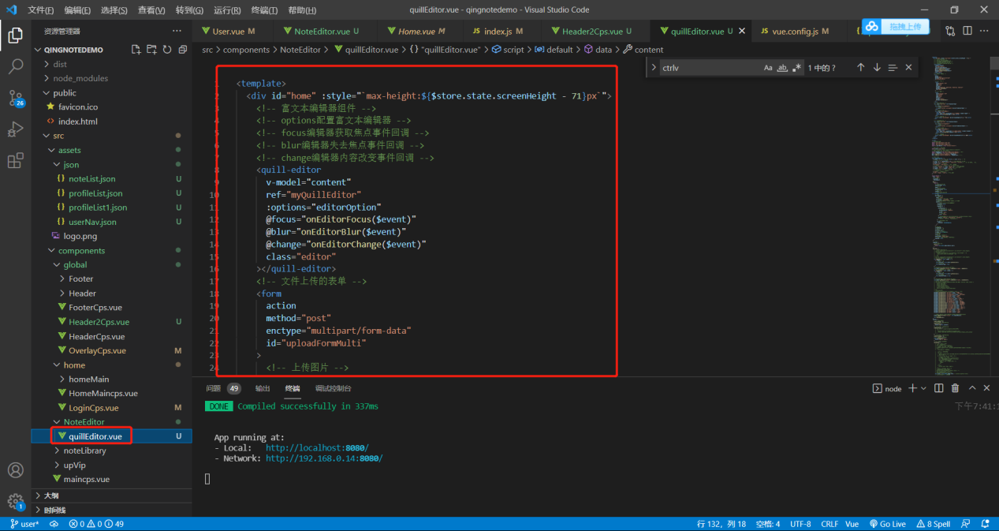 文件(F) 编辑(E) 选择(S) 查看(V) 转到(G) 运行(R) 终端(T) 帮助(H)
quillEditor.vue - qingnotedemo - Visual Studio Code
资源管理器
User.vue M
NoteEditor.vue U
Home.vue M
JS index.js M
Header2Cps.vue U
quillEditor.vue U
JS vue.config.js M
拖拽上传
QINGNOTEDEMO
src > components > NoteEditor > quillEditor.vue > {} "quillEditor.vue" > script > default > data > content
ctrlv
Aa ab
1 中的 ?
dist
node_modules
public
favicon.ico
index.html
src
assets
json
noteList.json U
profileList.json U
profileList1.json U
userNav.json U
logo.png
components
global
Footer
Header
FooterCps.vue
Header2Cps.vue U
HeaderCps.vue
OverlayCps.vue M
home
homeMain
HomeMaincps.vue
LoginCps.vue M
NoteEditor
quillEditor.vue U
noteLibrary
upVip
maincps.vue
大纲
时间线
26
1
1 <template>
2 <div id="home" :style="`max-height:${$store.state.screenHeight - 71}px`">
3 <!-- 富文本编辑器组件 -->
4 <!-- options配置富文本编辑器 -->
5 <!-- focus编辑器获取焦点事件回调 -->
6 <!-- blur编辑器失去焦点事件回调 -->
7 <!-- change编辑器内容改变事件回调 -->
8 <quill-editor
9 v-model="content"
10 ref="myQuillEditor"
11 :options="editorOption"
12 @focus="onEditorFocus($event)"
13 @blur="onEditorBlur($event)"
14 @change="onEditorChange($event)"
15 class="editor"
16 ></quill-editor>
17 <!-- 文件上传的表单 -->
18 <form
19 action
20 method="post"
21 enctype="multipart/form-data"
22 id="uploadFormMulti"
23 >
24 <!-- 上传图片 -->
问题 49 输出 终端 调试控制台
node
DONE Compiled successfully in 337ms
App running at:
- Local: http://localhost:8080/
- Network: http://192.168.0.14:8080/
user* 0 0 49
行 132，列 18 空格: 4 UTF-8 CRLF Vue Go Live 8 Spell